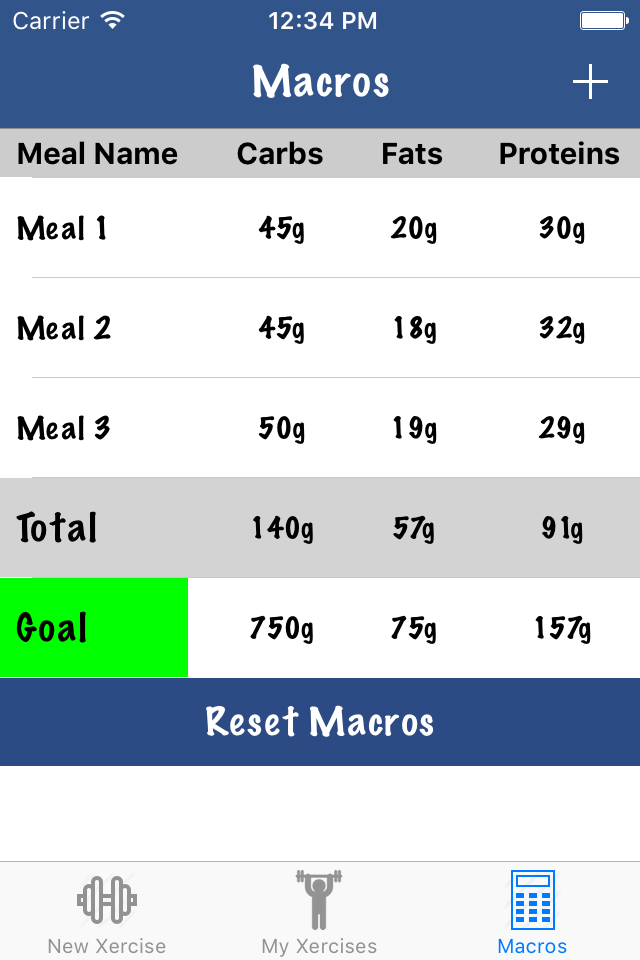 Carrier 12:34 PM
Macros +
Meal Name Carbs Fats Proteins
Meal 1 45g 20g 30g
Meal 2 45g 18g 32g
Meal 3 50g 19g 29g
Total 140g 57g 91g
Goal 750g 75g 157g
Reset Macros
New Xercise My Xercises Macros